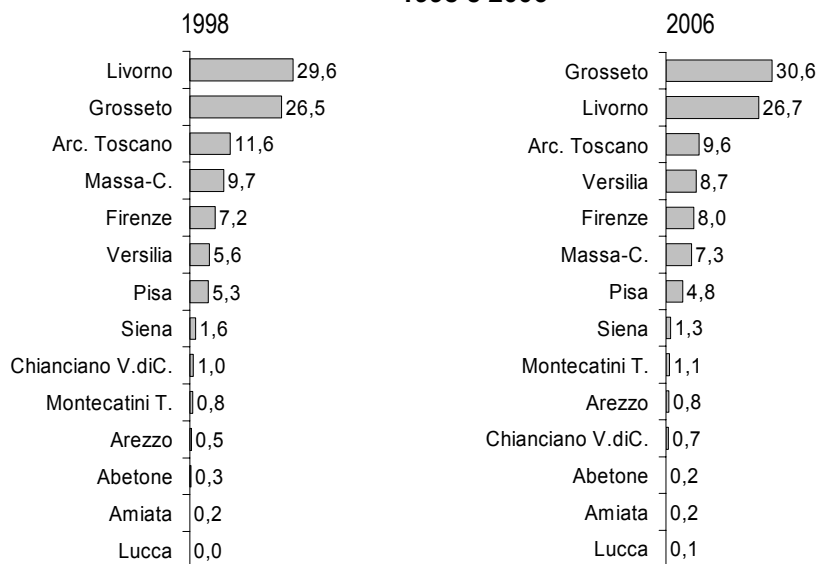 1998 e 2006
1998
Livorno 29,6
Grosseto 26,5
Arc. Toscano 11,6
Massa-C. 9,7
Firenze 7,2
Versilia 5,6
Pisa 5,3
Siena 1,6
Chianciano V.diC. 1,0
Montecatini T. 0,8
Arezzo 0,5
Abetone 0,3
Amiata 0,2
Lucca 0,0
2006
Grosseto 30,6
Livorno 26,7
Arc. Toscano 9,6
Versilia 8,7
Firenze 8,0
Massa-C. 7,3
Pisa 4,8
Siena 1,3
Montecatini T. 1,1
Arezzo 0,8
Chianciano V.diC. 0,7
Abetone 0,2
Amiata 0,2
Lucca 0,1